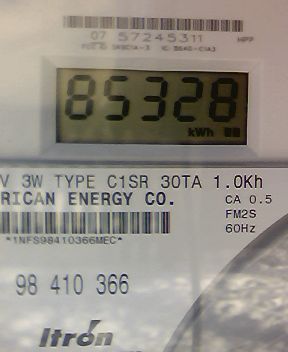 07 57245311 HPP
85328
kWh
V 3W TYPE C1SR 30TA 1.0Kh
RICAN ENERGY CO. CA 0.5
FM2S
*1NFS98410366MEC* 60Hz
98 410 366
Itron